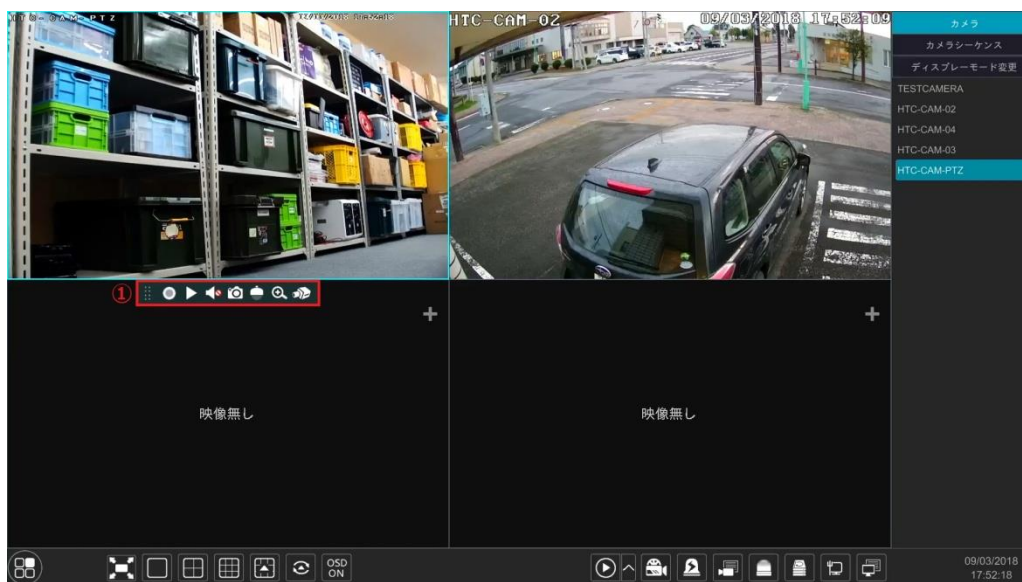 HTC-CAM-PTZ
HTC-CAM-02
09/03/2018 17:52:09
カメラ
カメラシーケンス
ディスプレーモード変更
TESTCAMERA
HTC-CAM-02
HTC-CAM-04
HTC-CAM-03
HTC-CAM-PTZ
①
映像無し
映像無し
OSD
ON
09/03/2018
17:52:18